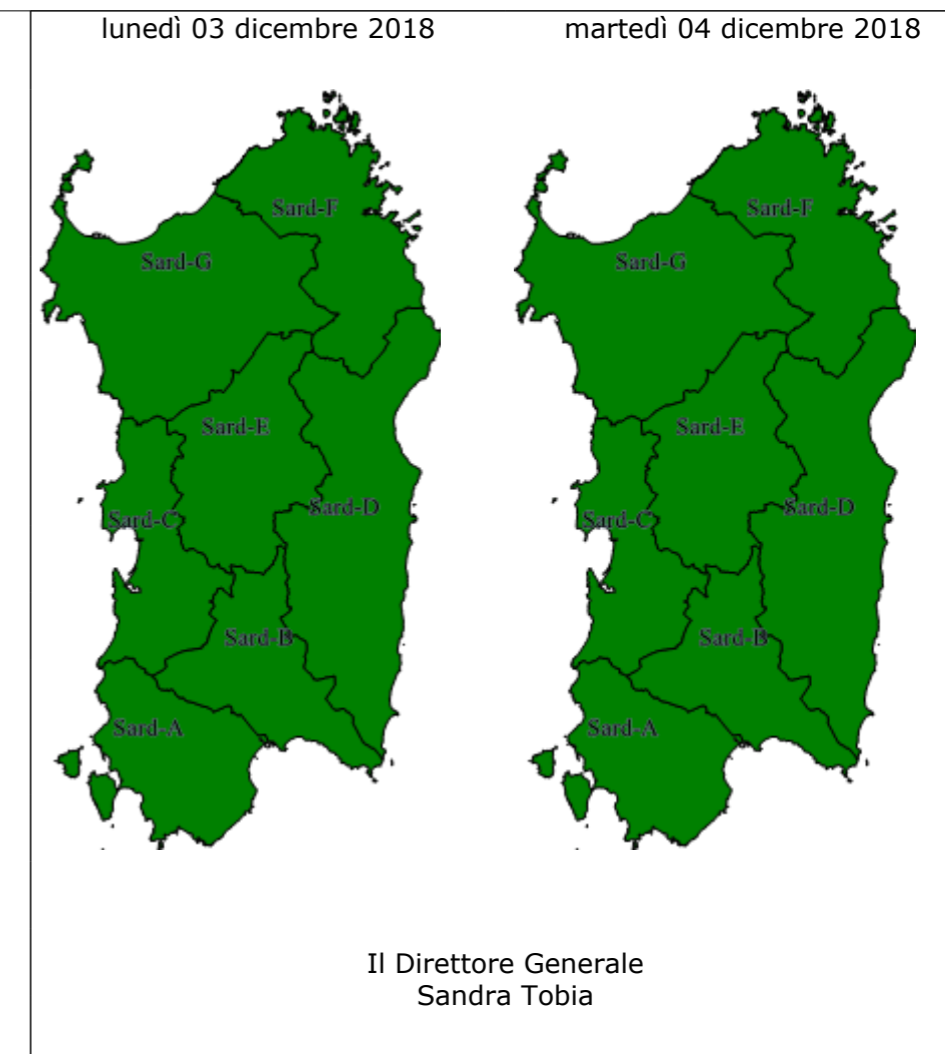 lunedì 03 dicembre 2018
martedì 04 dicembre 2018
Sard-F
Sard-G
Sard-E
Sard-D
Sard-C
Sard-B
Sard-A
Sard-F
Sard-G
Sard-E
Sard-D
Sard-C
Sard-B
Sard-A
Il Direttore Generale
Sandra Tobia